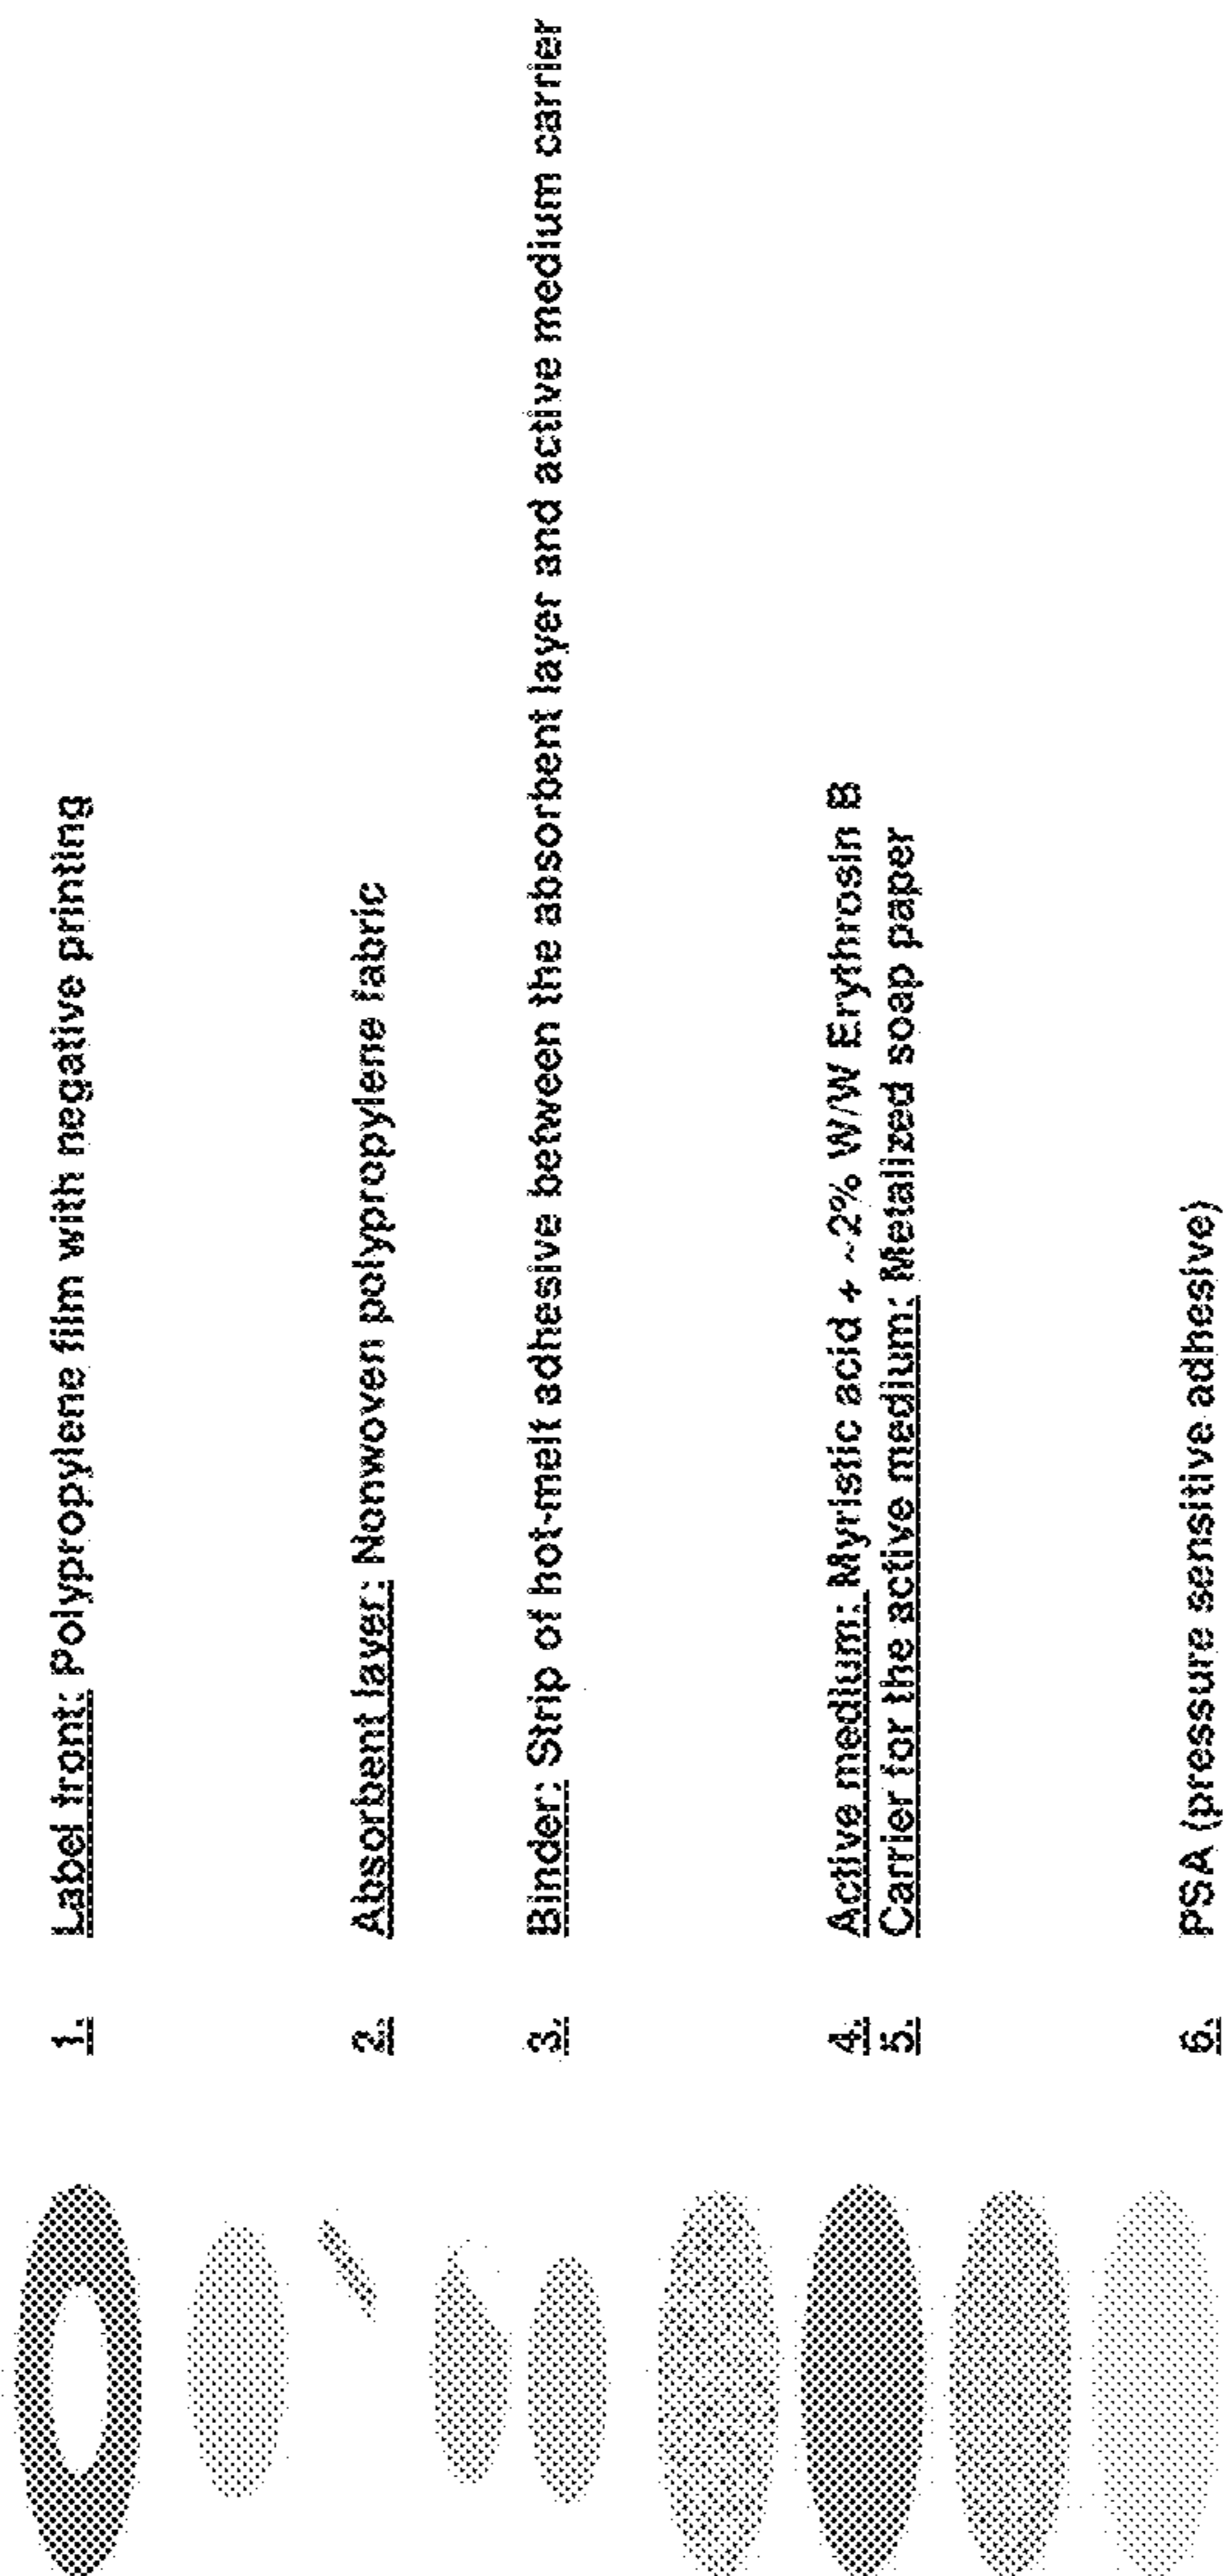 1. Label front: Polypropylene film with negative printing
2. Absorbent layer: Nonwoven polypropylene fabric
3. Binder: Strip of hot-melt adhesive between the absorbent layer and active medium carrier
4. Active medium: Myristic acid + ~2% W/W Erythrosin B
5. Carrier for the active medium: Metalized soap paper
6. PSA (pressure sensitive adhesive)